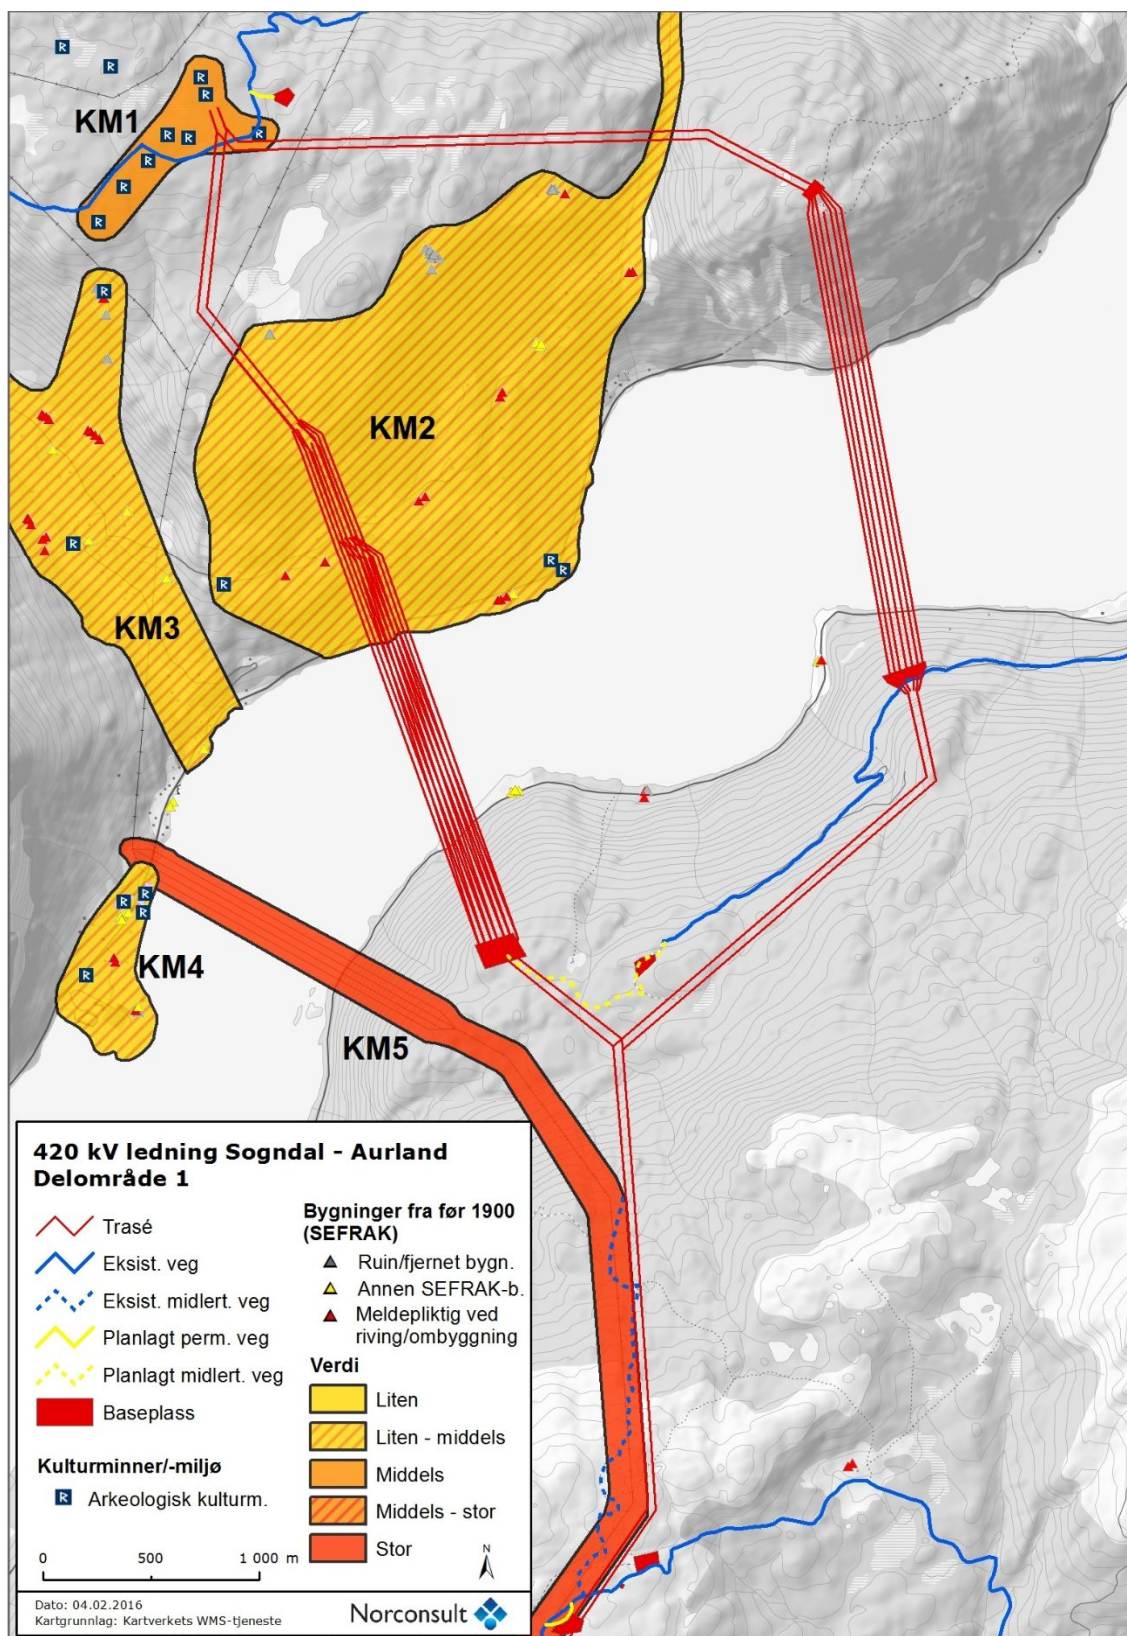 KM1
KM2
KM3
KM4
KM5
420 kV ledning Sogndal - Aurland
Delområde 1
Trasé
Eksist. veg
Eksist. midlert. veg
Planlagt perm. veg
Planlagt midlert. veg
Baseplass
Kulturminner/-miljø
R Arkeologisk kulturm.
0 500 1 000 m
Bygninger fra før 1900
(SEFRAK)
Ruin/fjernet bygn.
Annen SEFRAK-b.
Meldepliktig ved
riving/ombyggning
Verdi
Liten
Liten - middels
Middels
Middels - stor
Stor
N
Dato: 04.02.2016
Kartgrunnlag: Kartverkets WMS-tjeneste
Norconsult